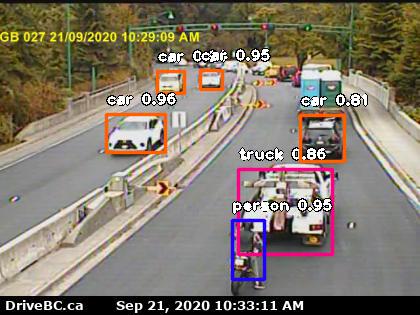 GB 027 21/09/2020 10:29:09 AM
car 0.95
car 0.96
car 0.81
truck 0.86
person 0.95
DriveBC.ca Sep 21, 2020 10:33:11 AM